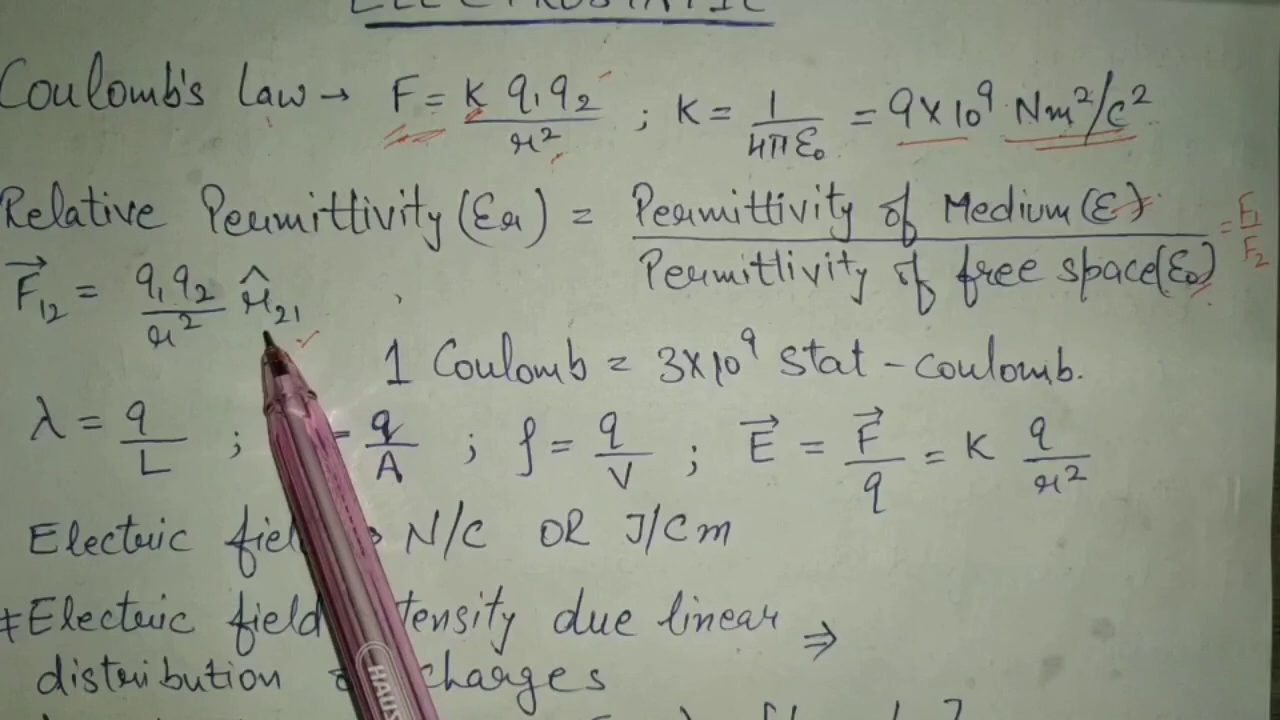 ELECTROSTATIC
Coulomb's Law → F = K q₁q₂ / r² ; K = 1 / 4πε₀ = 9×10⁹ Nm²/C²
Relative Permittivity (εr) = Permittivity of Medium (ε) / Permittivity of free space (ε₀) = F₁ / F₂
F⃗₁₂ = q₁q₂ / r² r̂₂₁
1 Coulomb = 3×10⁹ Stat-coulomb.
λ = q / L ; = q / A ; ρ = q / V ; E⃗ = F⃗ / q = K q / r²
Electric N/C OR J/Cm
* Electric field due linear ⇒
distribution charges
HAUS